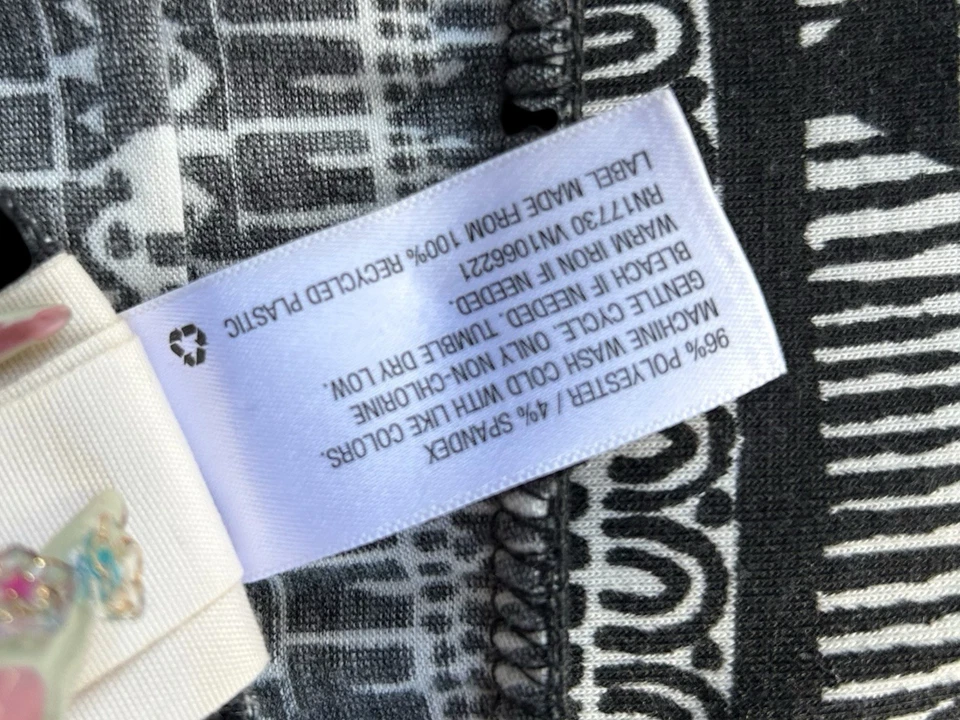 96% POLYESTER / 4% SPANDEX
MACHINE WASH COLD WITH LIKE COLORS.
GENTLE CYCLE. ONLY NON-CHLORINE
BLEACH IF NEEDED. TUMBLE DRY LOW.
WARM IRON IF NEEDED.
RN17730 VN1066221
LABEL MADE FROM 100% RECYCLED PLASTIC